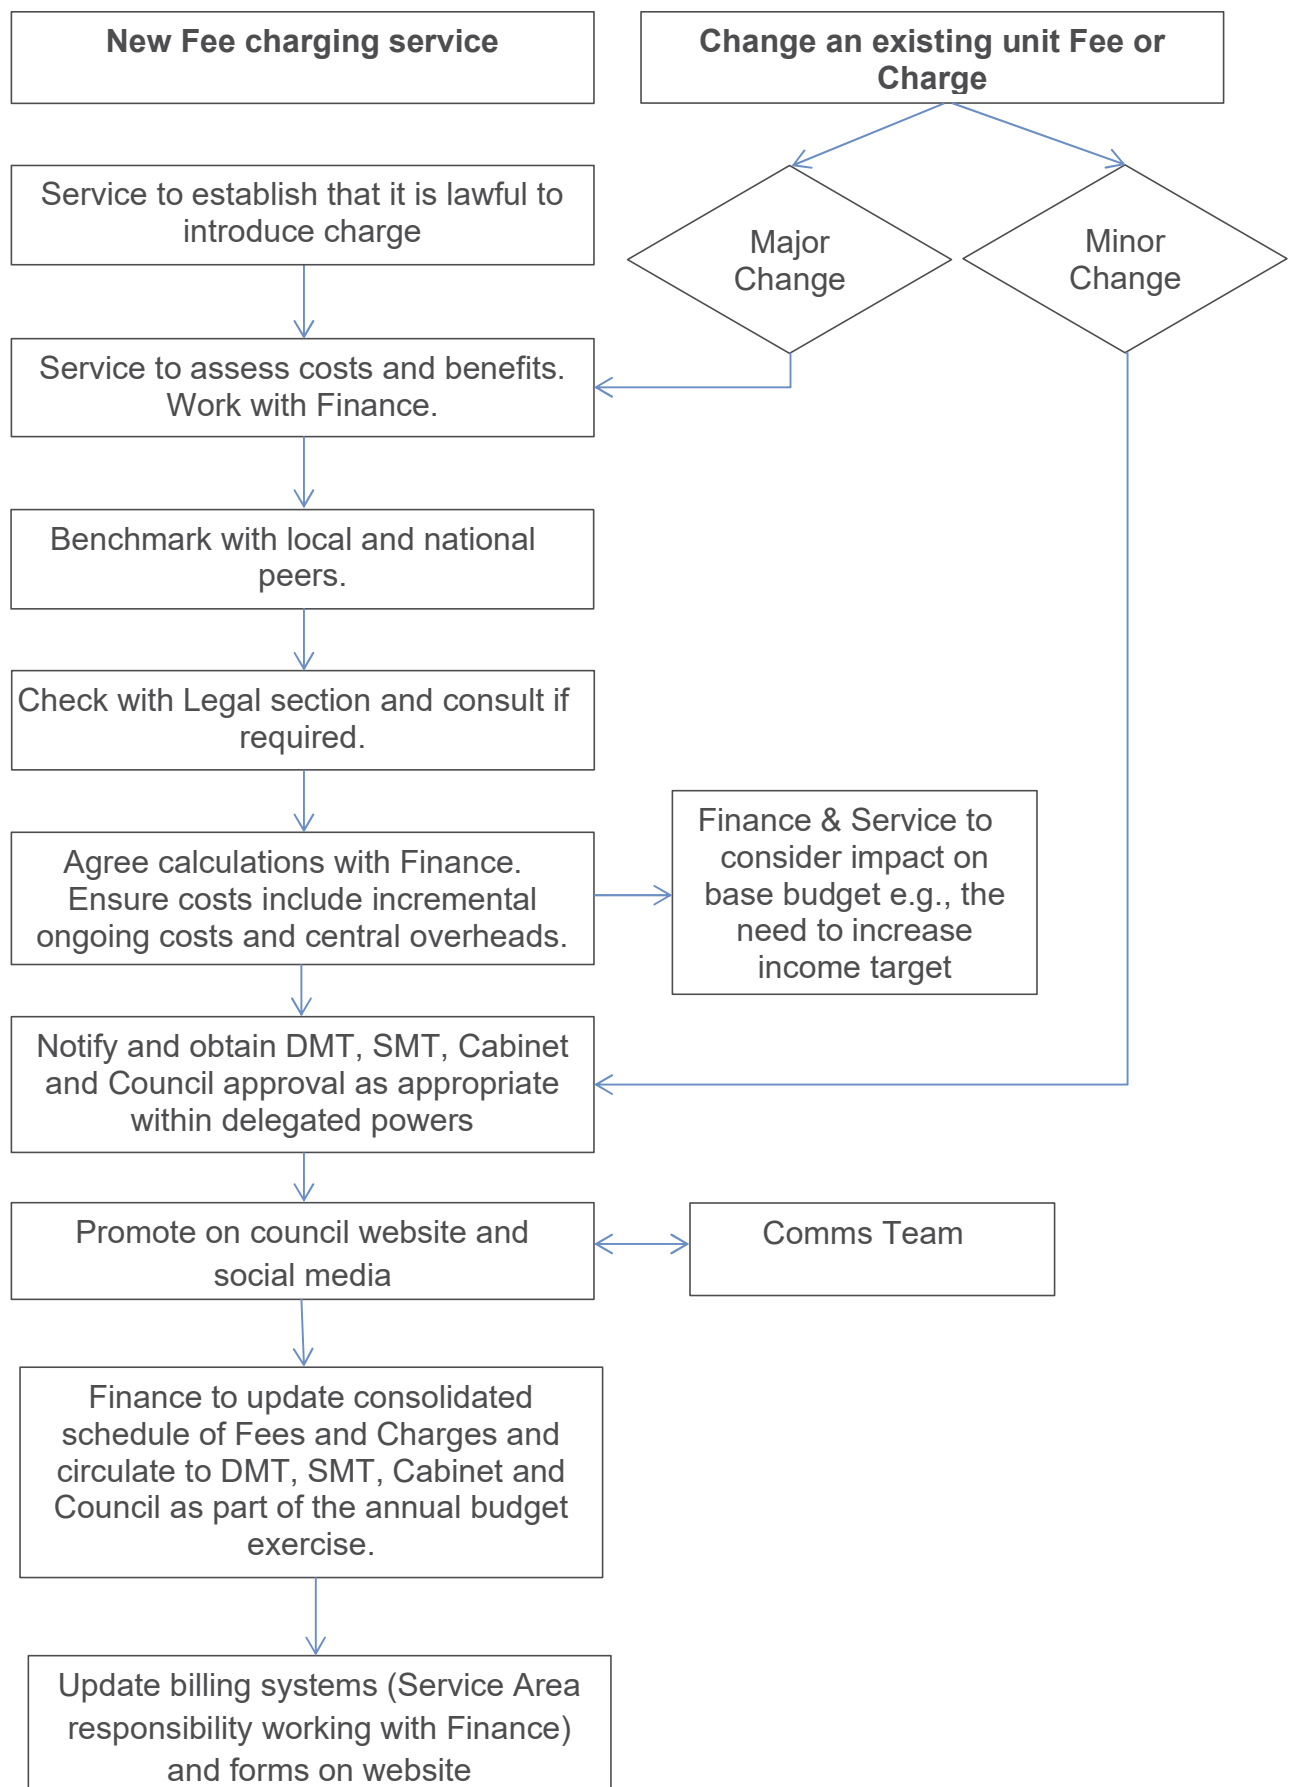 New Fee charging service
Change an existing unit Fee or
Charge
Service to establish that it is lawful to
introduce charge
Major
Change
Minor
Change
Service to assess costs and benefits.
Work with Finance.
Benchmark with local and national
peers.
Check with Legal section and consult if
required.
Agree calculations with Finance.
Ensure costs include incremental
ongoing costs and central overheads.
Finance & Service to
consider impact on
base budget e.g., the
need to increase
income target
Notify and obtain DMT, SMT, Cabinet
and Council approval as appropriate
within delegated powers
Promote on council website and
social media
Comms Team
Finance to update consolidated
schedule of Fees and Charges and
circulate to DMT, SMT, Cabinet and
Council as part of the annual budget
exercise.
Update billing systems (Service Area
responsibility working with Finance)
and forms on website